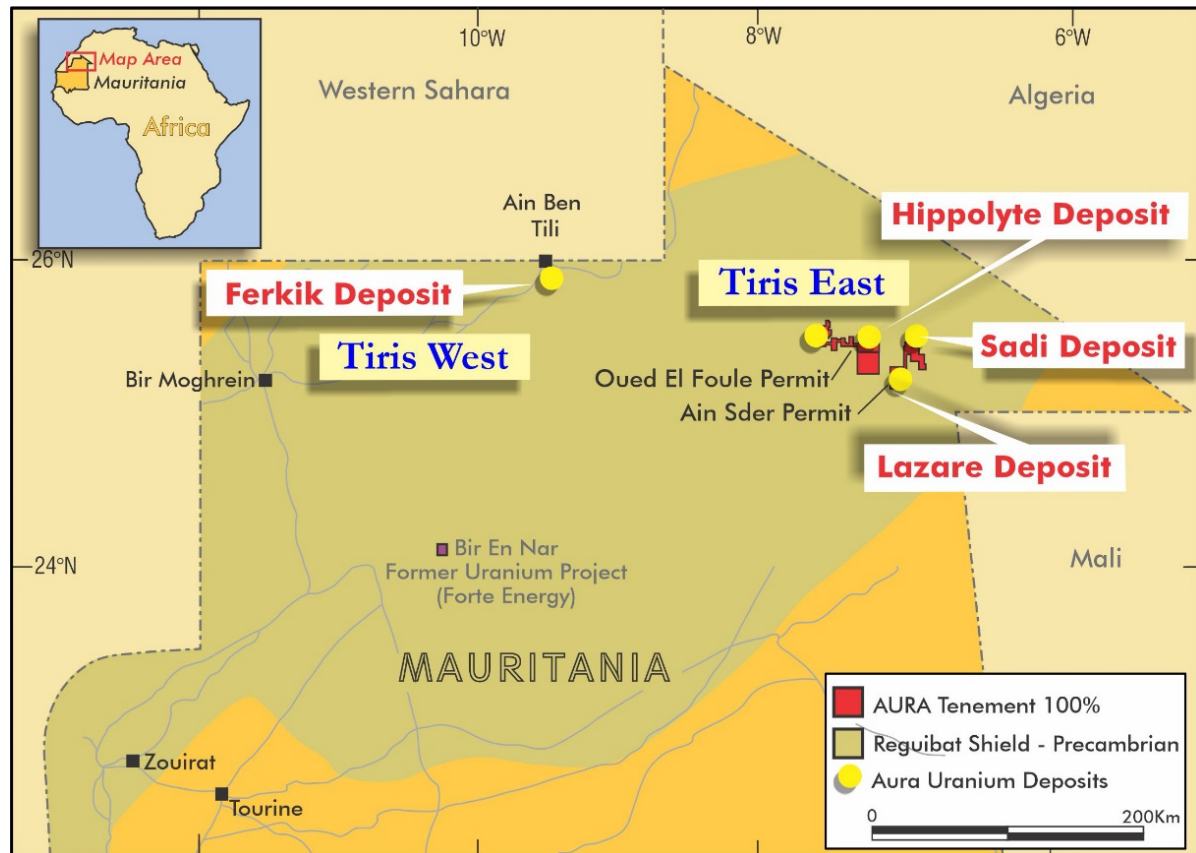 10°W
8°W
6°W
Map Area
Mauritania
Africa
Western Sahara
Algeria
Ain Ben
Tili
Hippolyte Deposit
26°N
Ferkik Deposit
Tiris East
Tiris West
Sadi Deposit
Bir Moghrein
Oued El Foule Permit
Ain Sder Permit
Lazare Deposit
24°N
Bir En Nar
Former Uranium Project
(Forte Energy)
Mali
MAURITANIA
Zouirat
Tourine
AURA Tenement 100%
Reguibat Shield - Precambrian
Aura Uranium Deposits
0
200Km